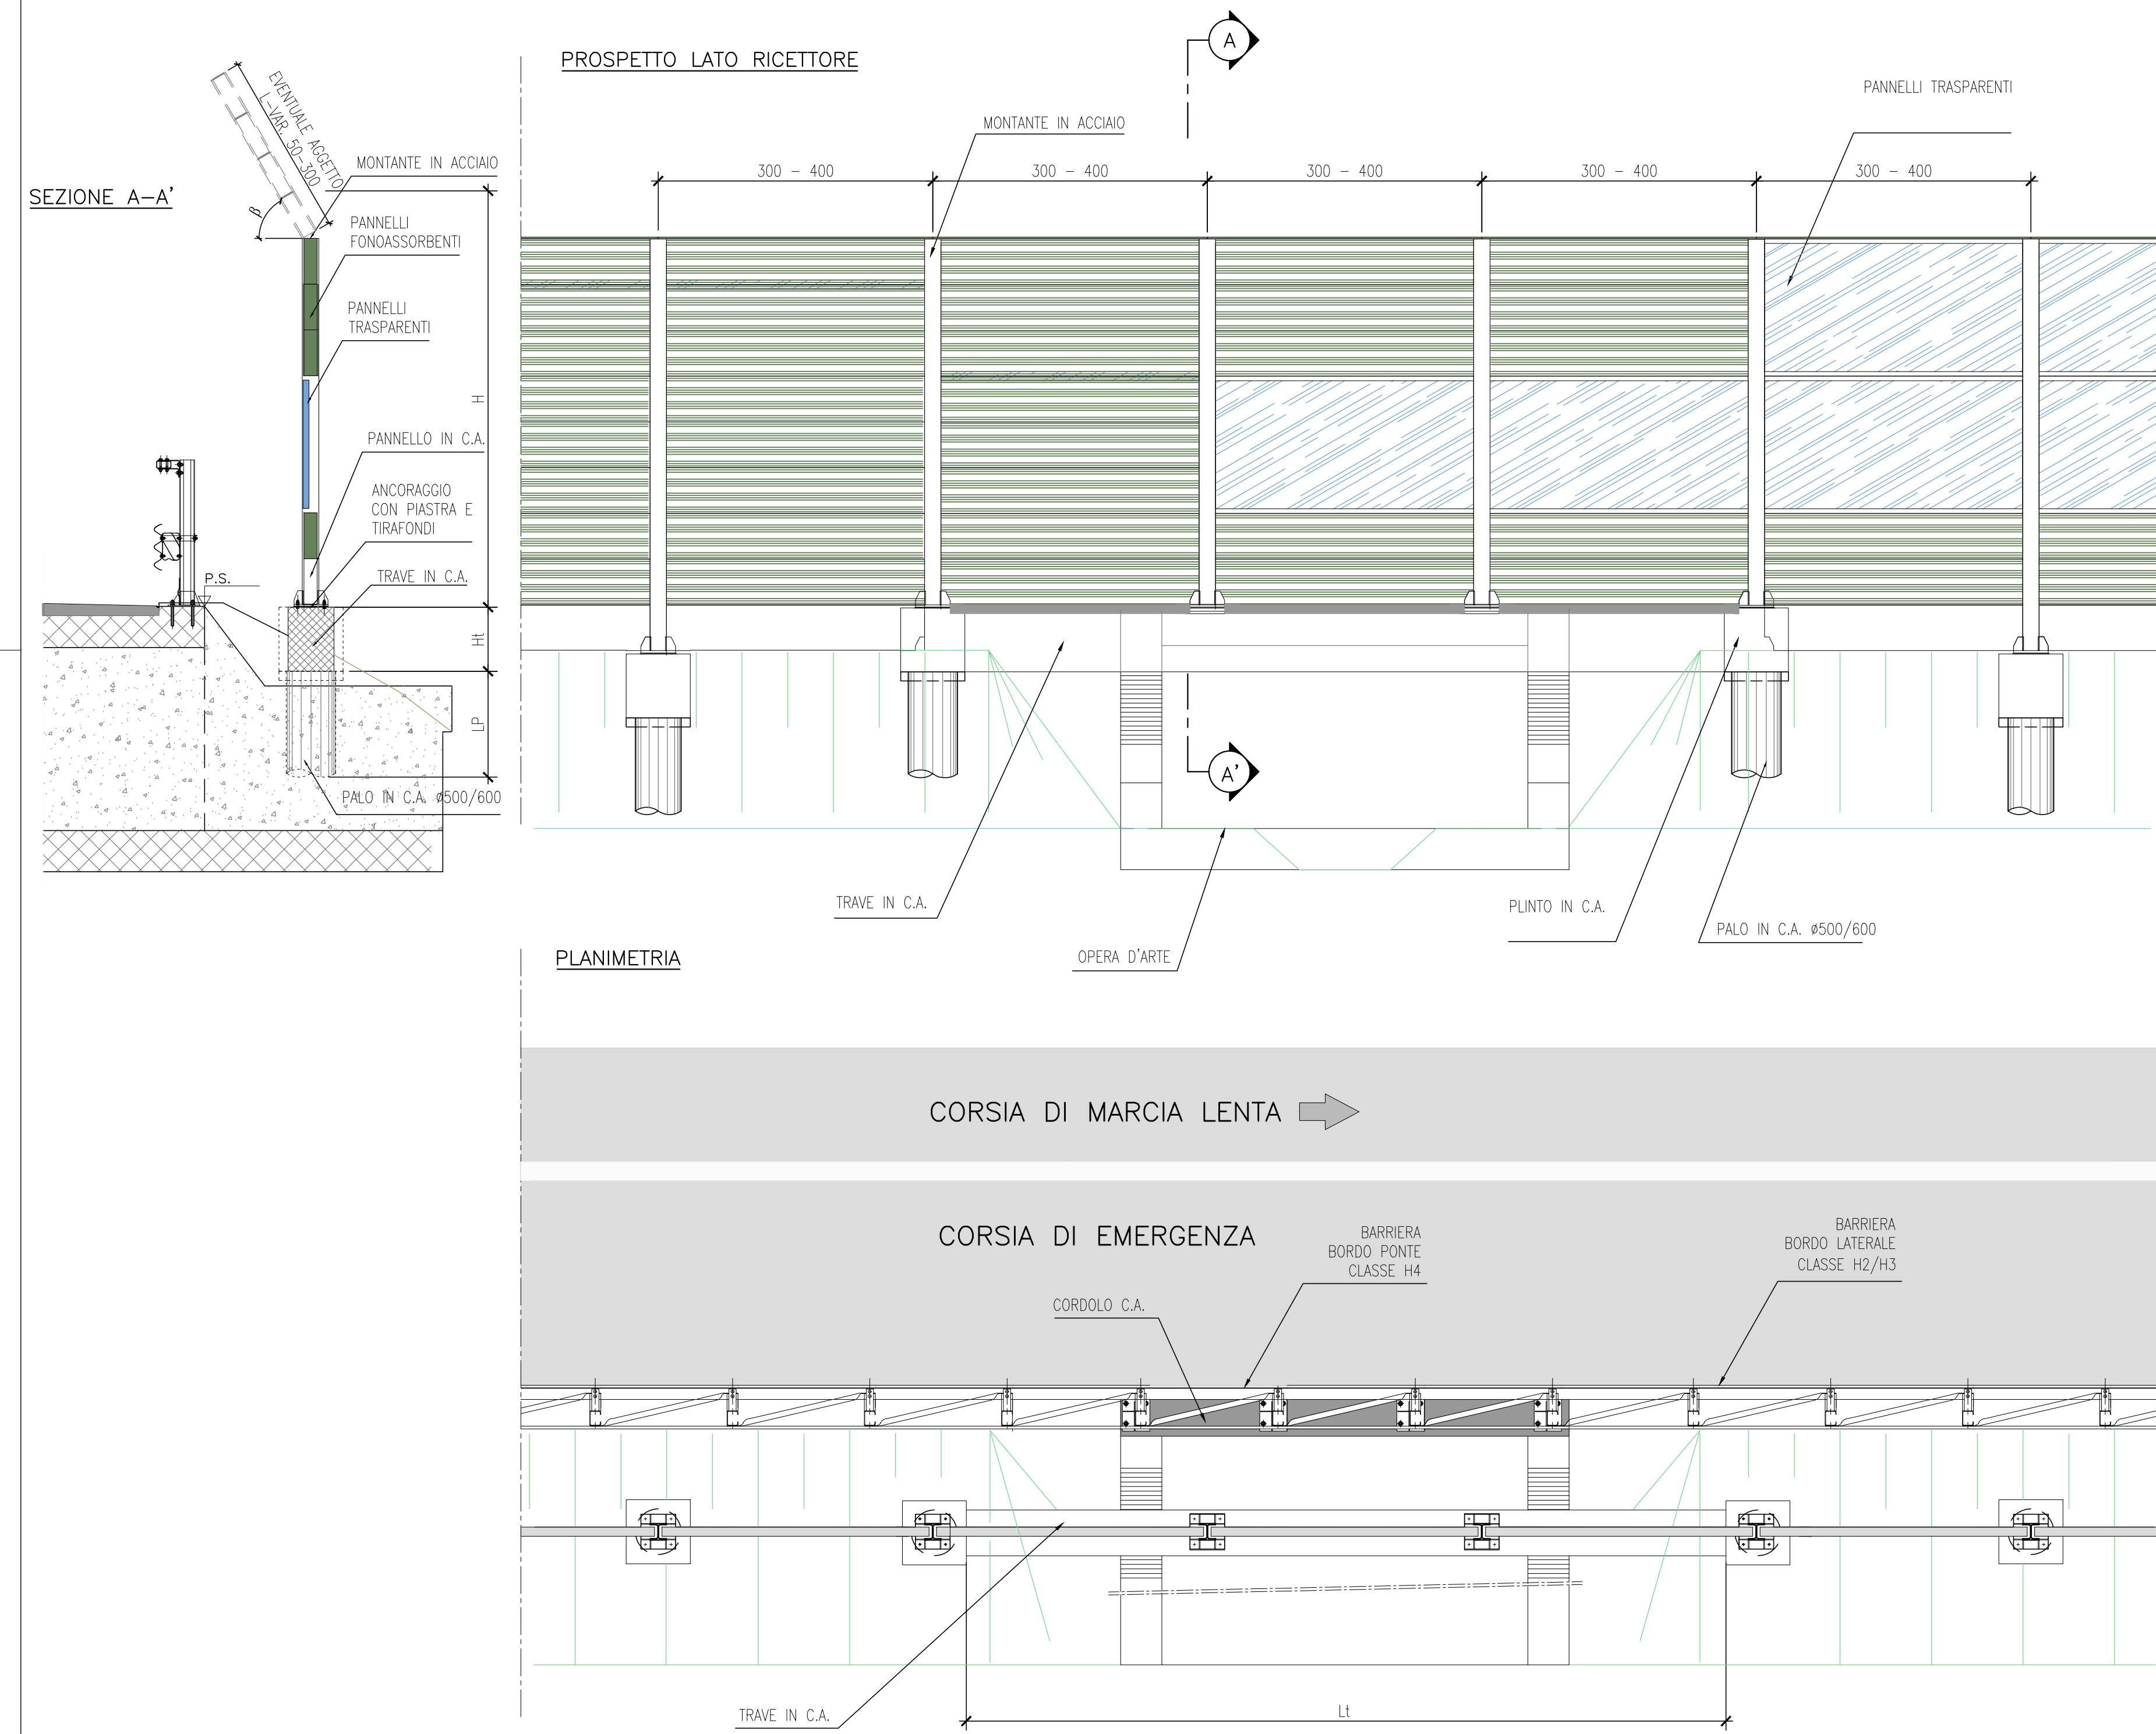 PROSPETTO LATO RICETTORE
A
PANNELLI TRASPARENTI
MONTANTE IN ACCIAIO
300 - 400
300 - 400
300 - 400
300 - 400
300 - 400
SEZIONE A-A'
EVENTUALE AGGETTO
L-VAR. 50-300
β
MONTANTE IN ACCIAIO
PANNELLI
FONOASSORBENTI
PANNELLI
TRASPARENTI
H
PANNELLO IN C.A.
ANCORAGGIO
CON PIASTRA E
TIRAFONDI
P.S.
TRAVE IN C.A.
Ht
LP
PALO IN C.A. ø500/600
A'
TRAVE IN C.A.
OPERA D'ARTE
PLINTO IN C.A.
PALO IN C.A. ø500/600
PLANIMETRIA
CORSIA DI MARCIA LENTA
CORSIA DI EMERGENZA
BARRIERA
BORDO PONTE
CLASSE H4
BARRIERA
BORDO LATERALE
CLASSE H2/H3
CORDOLO C.A.
TRAVE IN C.A.
Lt